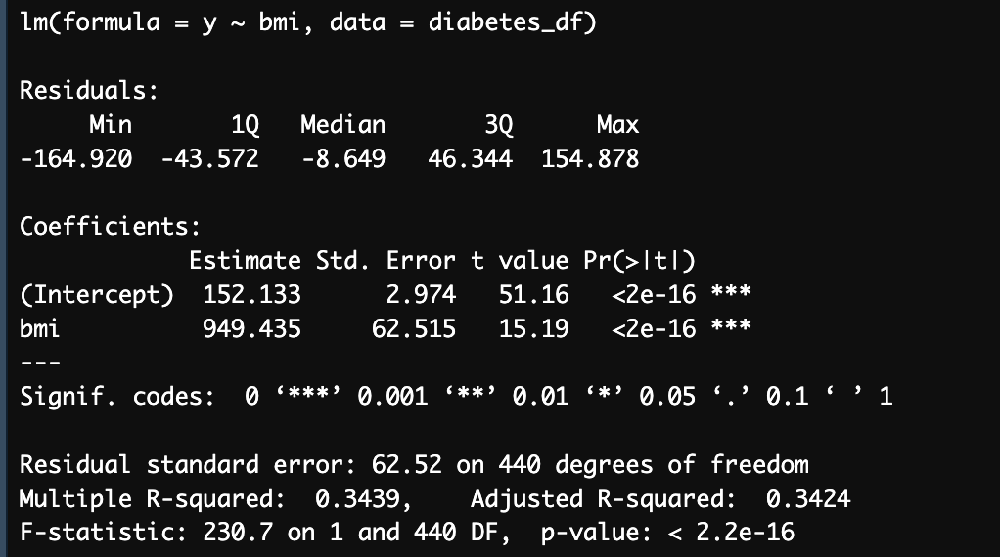 lm(formula = y ~ bmi, data = diabetes_df)
Residuals:
Min 1Q Median 3Q Max
-164.920 -43.572 -8.649 46.344 154.878
Coefficients:
Estimate Std. Error t value Pr(>|t|)
(Intercept) 152.133 2.974 51.16 <2e-16 ***
bmi 949.435 62.515 15.19 <2e-16 ***
---
Signif. codes: 0 ‘***’ 0.001 ‘**’ 0.01 ‘*’ 0.05 ‘.’ 0.1 ‘ ’ 1
Residual standard error: 62.52 on 440 degrees of freedom
Multiple R-squared: 0.3439, Adjusted R-squared: 0.3424
F-statistic: 230.7 on 1 and 440 DF, p-value: < 2.2e-16